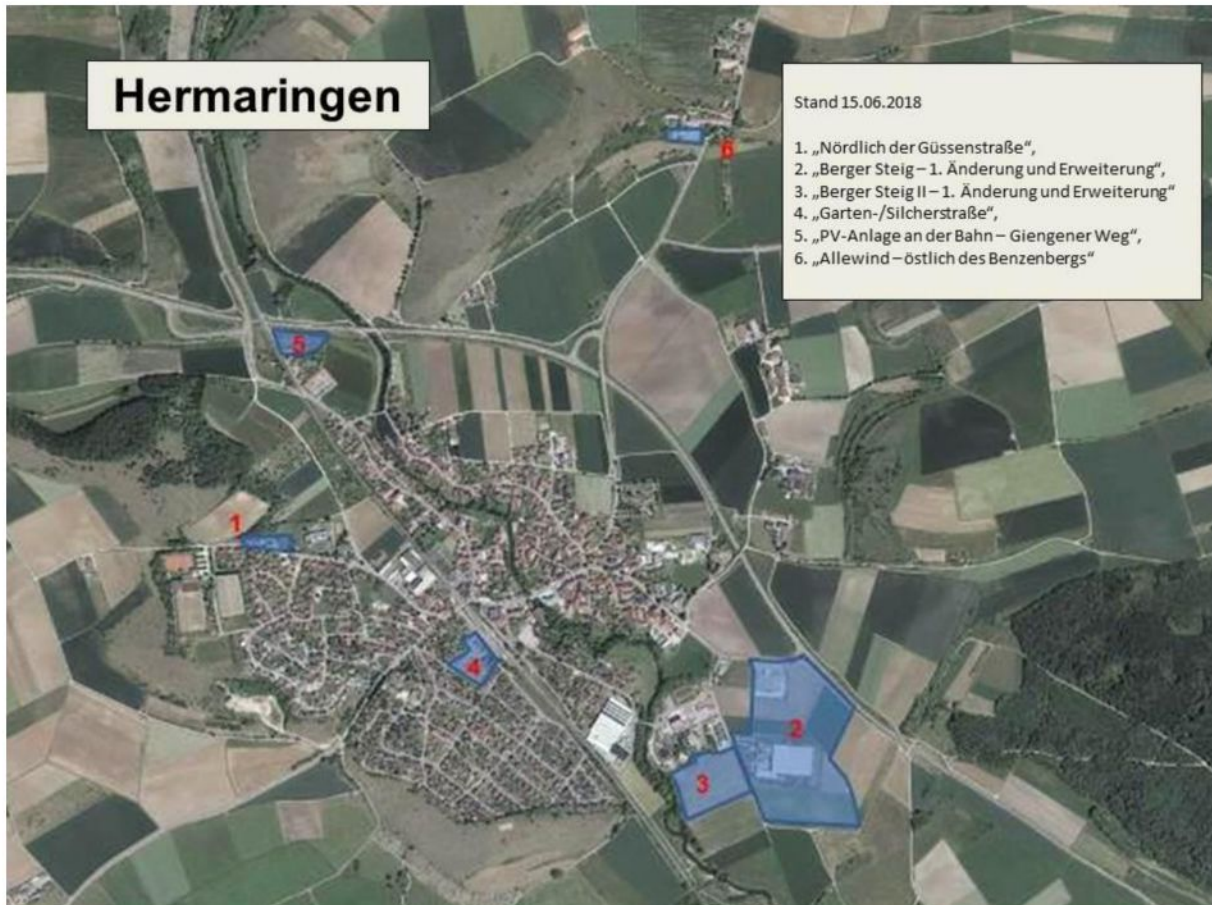 Hermaringen
Stand 15.06.2018
1. „Nördlich der Güssenstraße“,
2. „Berger Steig – 1. Änderung und Erweiterung“,
3. „Berger Steig II – 1. Änderung und Erweiterung“
4. „Garten-/Silcherstraße“,
5. „PV-Anlage an der Bahn – Giengener Weg“,
6. „Allewind – östlich des Benzenbergs“
6
5
1
4
2
3